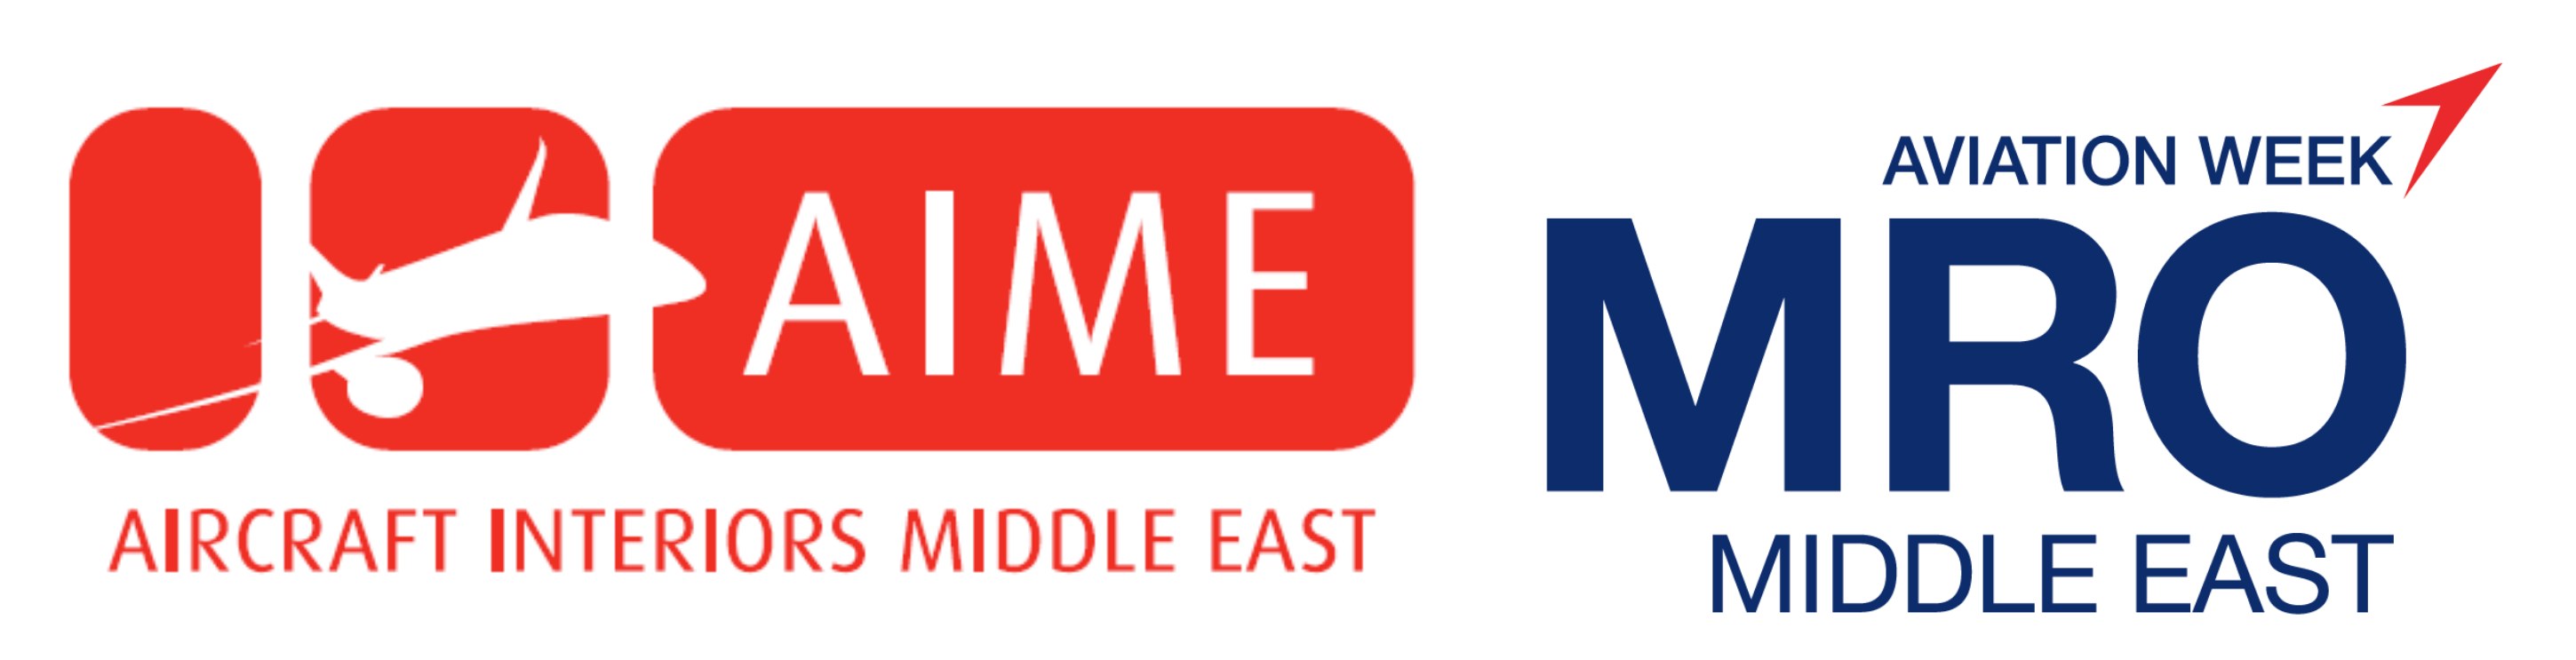 AIME
AIRCRAFT INTERIORS MIDDLE EAST
AVIATION WEEK
MRO
MIDDLE EAST